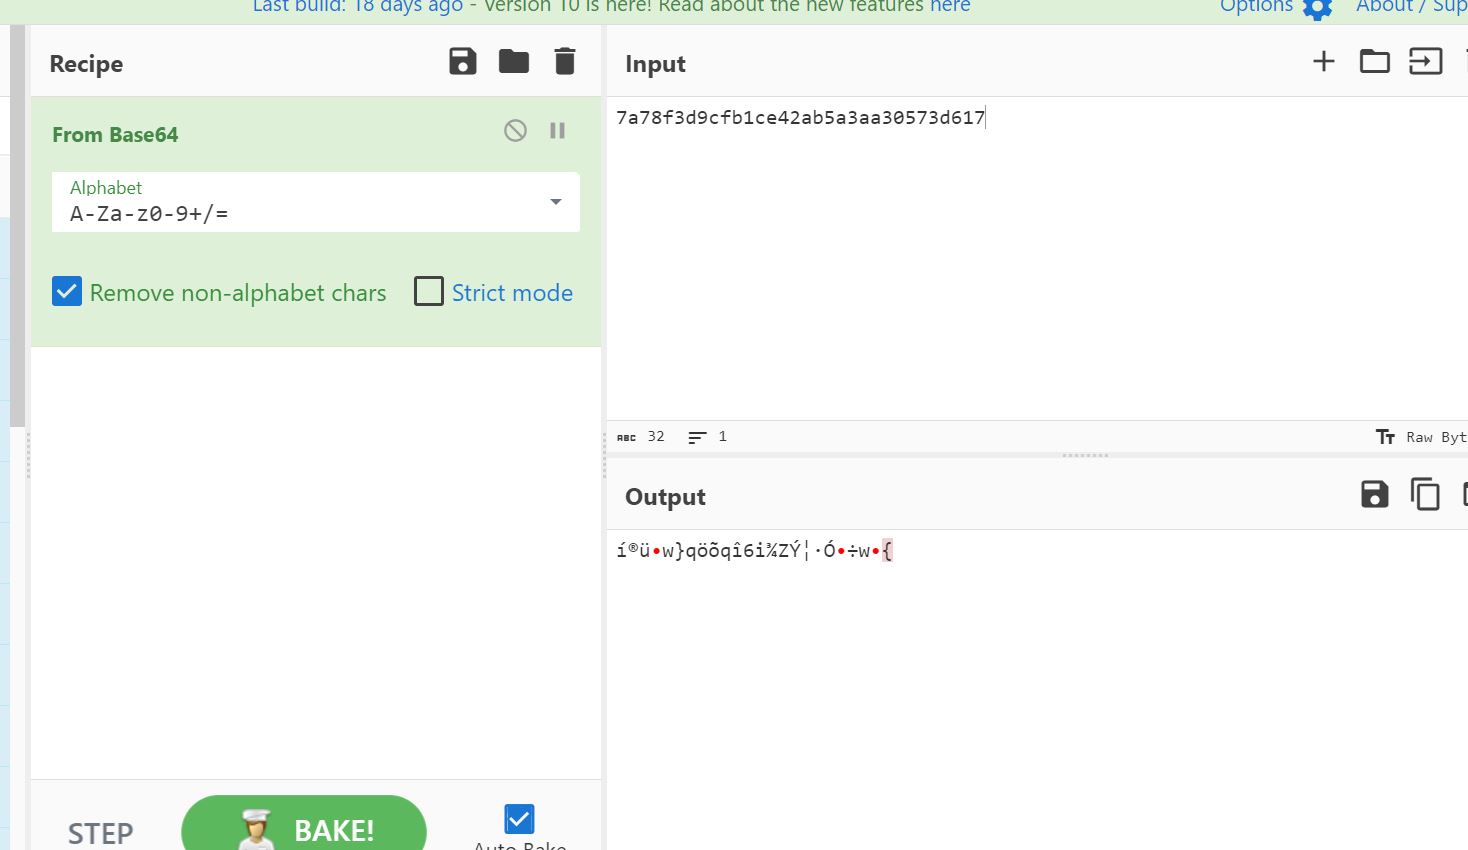 Last build: 18 days ago - Version 10 is here! Read about the new features here
Options
About / Sup
Recipe
From Base64
Alphabet
A-Za-z0-9+/=
Remove non-alphabet chars
Strict mode
STEP
BAKE!
Auto Bake
Input
7a78f3d9cfb1ce42ab5a3aa30573d617
ABC 32 1
Tт Raw Byt
Output
í®ü•w}qöõqî6i¾ZÝ¦·Ó•÷w•{